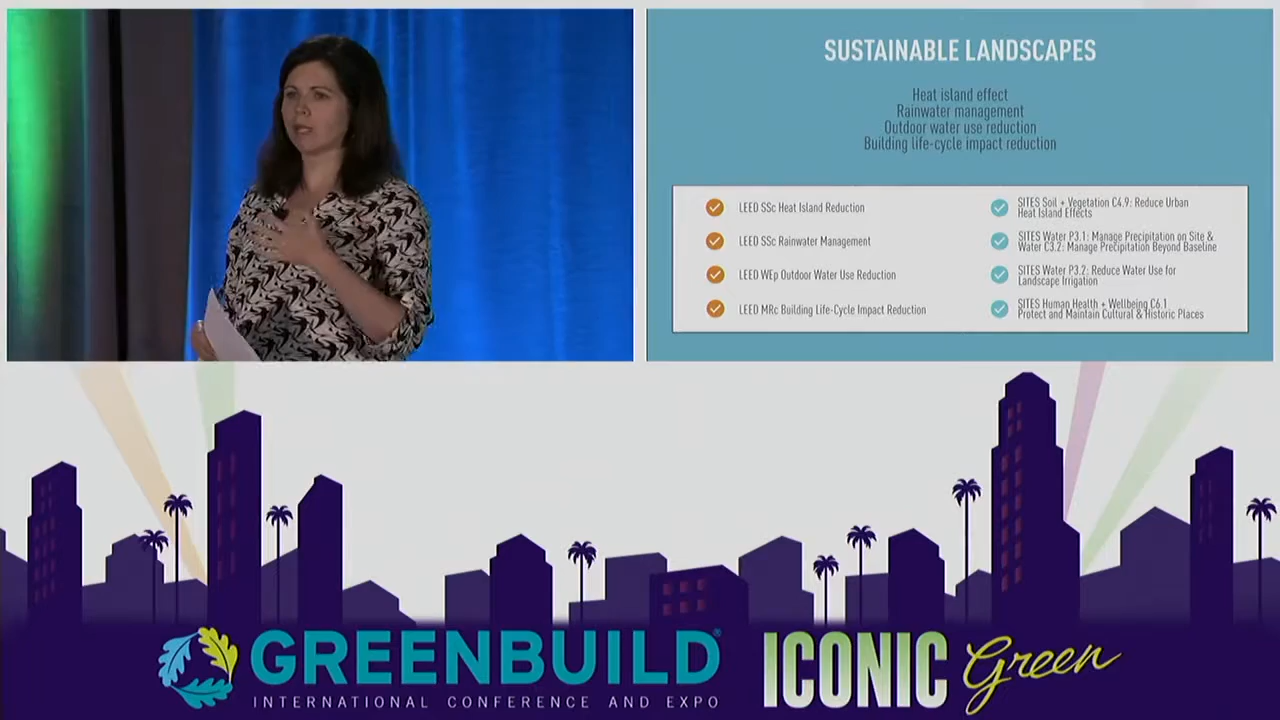 SUSTAINABLE LANDSCAPES
Heat island effect
Rainwater management
Outdoor water use reduction
Building life-cycle impact reduction
LEED SSc Heat Island Reduction
LEED SSc Rainwater Management
LEED WEp Outdoor Water Use Reduction
LEED MRc Building Life-Cycle Impact Reduction
SITES Soil + Vegetation C4.9: Reduce Urban
Heat Island Effects
SITES Water P3.1: Manage Precipitation on Site &
Water C3.2: Manage Precipitation Beyond Baseline
SITES Water P3.2: Reduce Water Use for
Landscape Irrigation
SITES Human Health + Wellbeing C6.1
Protect and Maintain Cultural & Historic Places
GREENBUILD®
INTERNATIONAL CONFERENCE AND EXPO
ICONIC Green